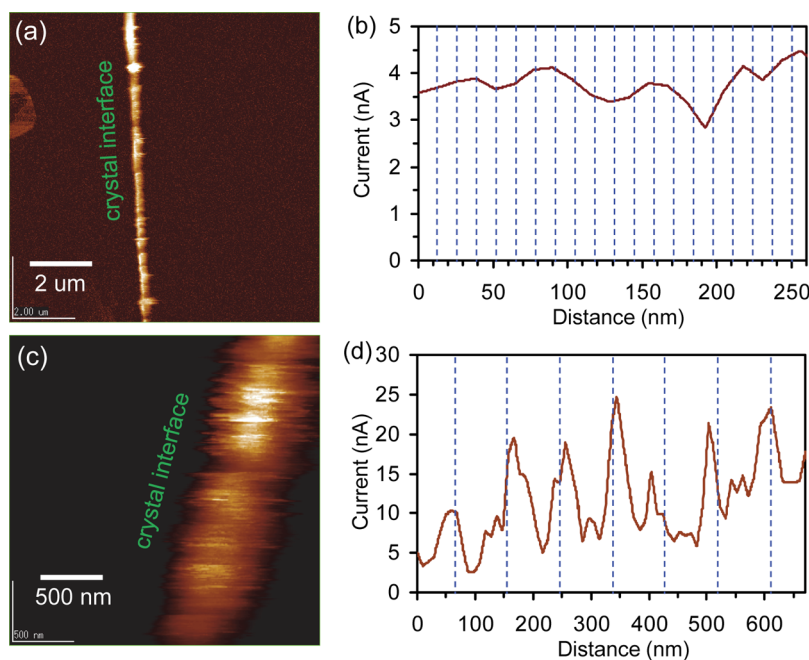 (a)
crystal interface
2 um
2.00 um
(b)
Current (nA)
5
4
3
2
1
0
0 50 100 150 200 250
Distance (nm)
(c)
crystal interface
500 nm
500 nm
(d)
Current (nA)
30
25
20
15
10
5
0
0 100 200 300 400 500 600
Distance (nm)